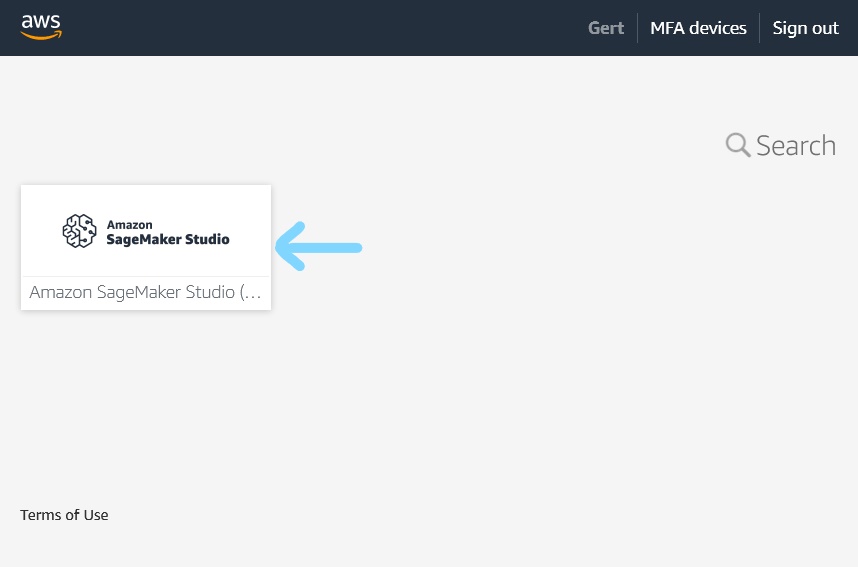 aws
Gert
MFA devices
Sign out
Search
Amazon
SageMaker Studio
Amazon SageMaker Studio (...
Terms of Use